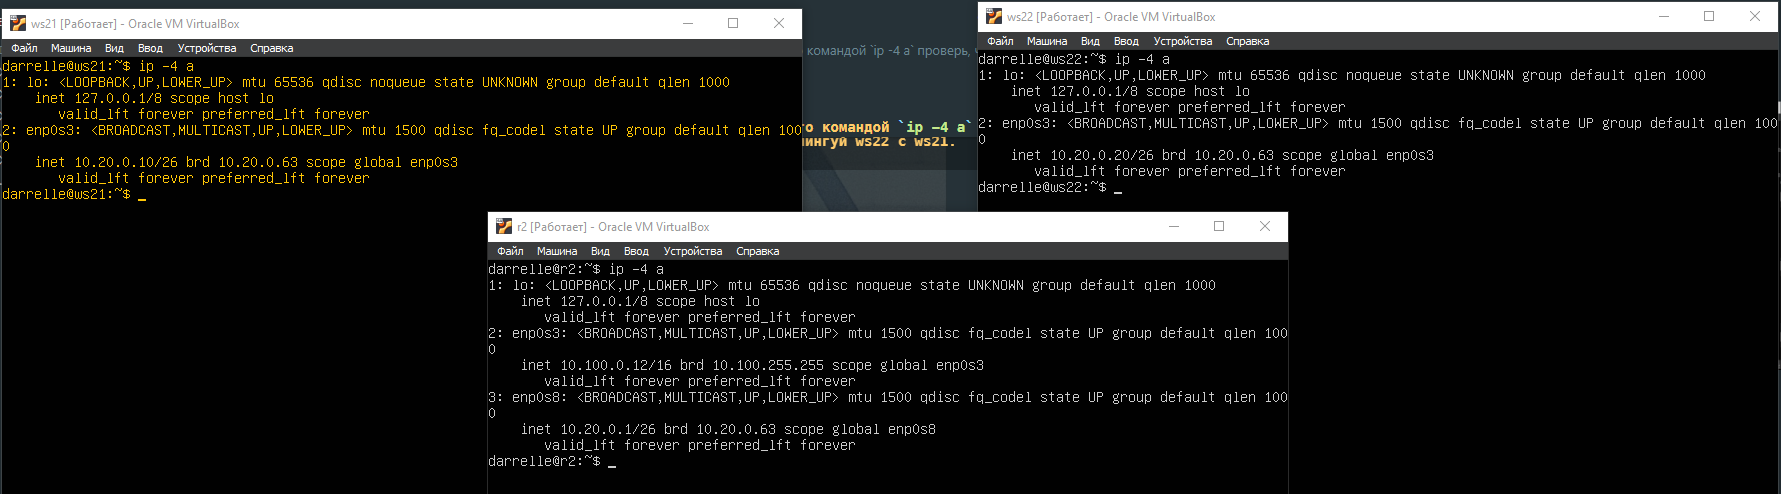 ws21 [Работает] - Oracle VM VirtualBox
Файл Машина Вид Ввод Устройства Справка
darrelle@ws21:~$ ip -4 a
1: lo: <LOOPBACK,UP,LOWER_UP> mtu 65536 qdisc noqueue state UNKNOWN group default qlen 1000
inet 127.0.0.1/8 scope host lo
valid_lft forever preferred_lft forever
2: enp0s3: <BROADCAST,MULTICAST,UP,LOWER_UP> mtu 1500 qdisc fq_codel state UP group default qlen 100
0
inet 10.20.0.10/26 brd 10.20.0.63 scope global enp0s3
valid_lft forever preferred_lft forever
darrelle@ws21:~$ _
командой `ip -4 a` проверь,
командой `ip -4 a`
ws22 с ws21.
ws22 [Работает] - Oracle VM VirtualBox
Файл Машина Вид Ввод Устройства Справка
darrelle@ws22:~$ ip -4 a
1: lo: <LOOPBACK,UP,LOWER_UP> mtu 65536 qdisc noqueue state UNKNOWN group default qlen 1000
inet 127.0.0.1/8 scope host lo
valid_lft forever preferred_lft forever
2: enp0s3: <BROADCAST,MULTICAST,UP,LOWER_UP> mtu 1500 qdisc fq_codel state UP group default qlen 100
0
inet 10.20.0.20/26 brd 10.20.0.63 scope global enp0s3
valid_lft forever preferred_lft forever
darrelle@ws22:~$ _
r2 [Работает] - Oracle VM VirtualBox
Файл Машина Вид Ввод Устройства Справка
darrelle@r2:~$ ip -4 a
1: lo: <LOOPBACK,UP,LOWER_UP> mtu 65536 qdisc noqueue state UNKNOWN group default qlen 1000
inet 127.0.0.1/8 scope host lo
valid_lft forever preferred_lft forever
2: enp0s3: <BROADCAST,MULTICAST,UP,LOWER_UP> mtu 1500 qdisc fq_codel state UP group default qlen 100
0
inet 10.100.0.12/16 brd 10.100.255.255 scope global enp0s3
valid_lft forever preferred_lft forever
3: enp0s8: <BROADCAST,MULTICAST,UP,LOWER_UP> mtu 1500 qdisc fq_codel state UP group default qlen 100
0
inet 10.20.0.1/26 brd 10.20.0.63 scope global enp0s8
valid_lft forever preferred_lft forever
darrelle@r2:~$ _